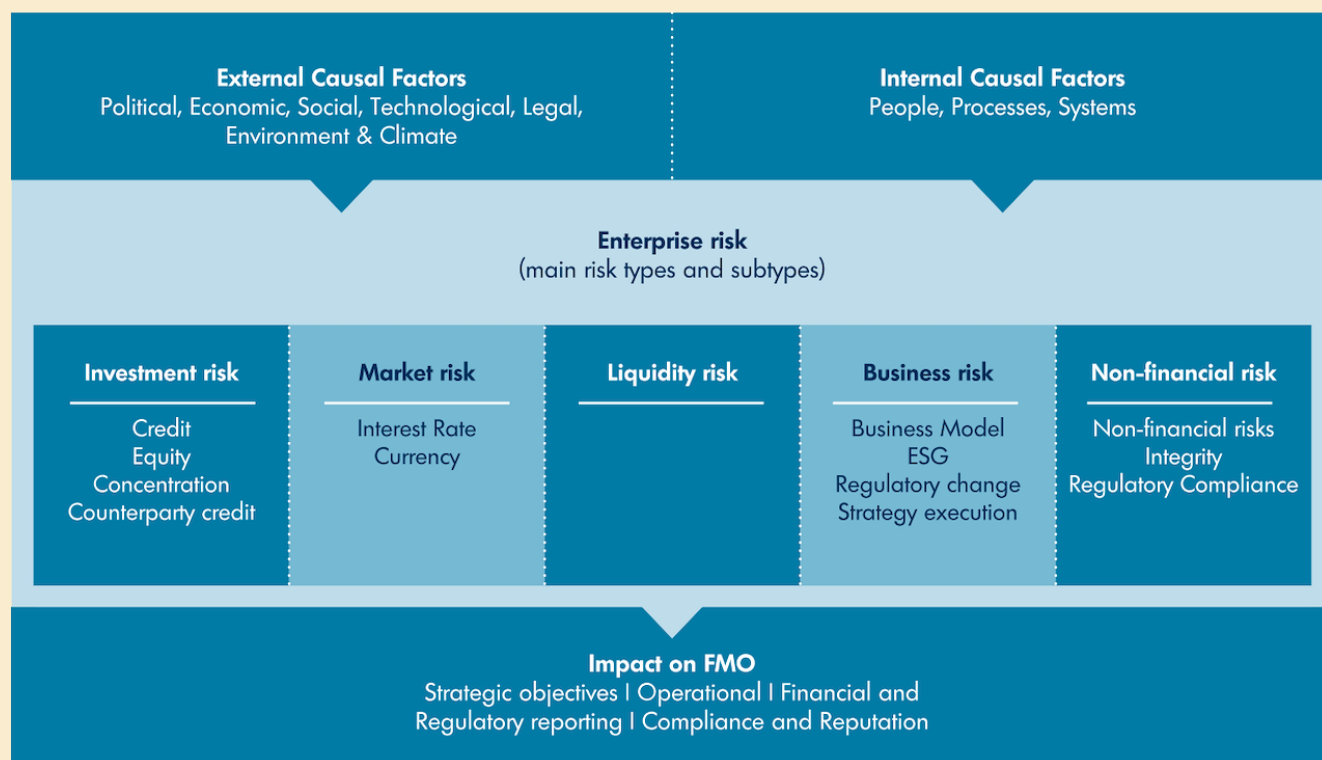 External Causal Factors
Political, Economic, Social, Technological, Legal,
Environment & Climate
Internal Causal Factors
People, Processes, Systems
Enterprise risk
(main risk types and subtypes)
Investment risk
Credit
Equity
Concentration
Counterparty credit
Market risk
Interest Rate
Currency
Liquidity risk
Business risk
Business Model
ESG
Regulatory change
Strategy execution
Non-financial risk
Non-financial risks
Integrity
Regulatory Compliance
Impact on FMO
Strategic objectives I Operational I Financial and
Regulatory reporting I Compliance and Reputation